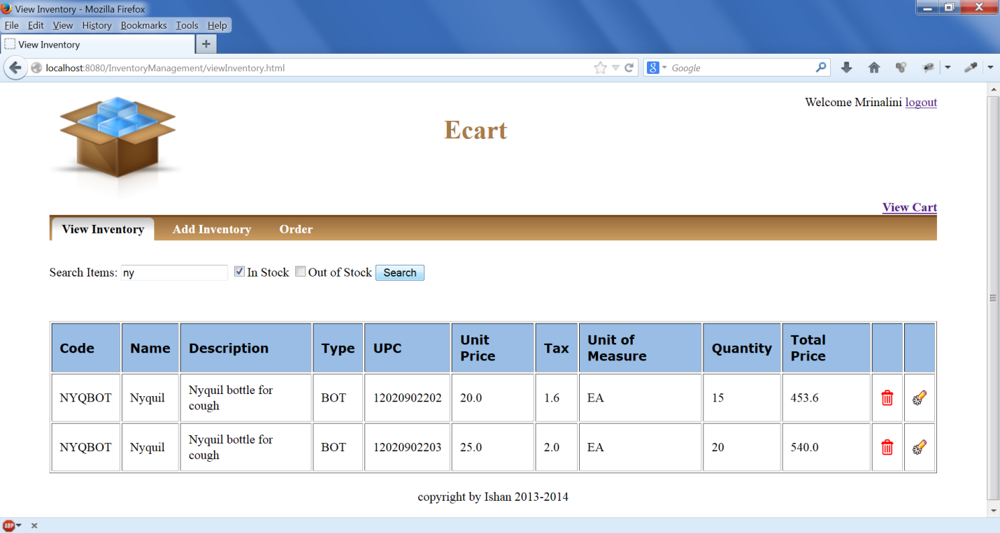 View Inventory - Mozilla Firefox
File Edit View History Bookmarks Tools Help
View Inventory
localhost:8080/InventoryManagement/viewInventory.html
8 Google
Welcome Mrinalini logout
Ecart
View Cart
View Inventory Add Inventory Order
Search Items: ny In Stock Out of Stock Search
Code Name Description Type UPC Unit Price Tax Unit of Measure Quantity Total Price
NYQBOT Nyquil Nyquil bottle for cough BOT 12020902202 20.0 1.6 EA 15 453.6
NYQBOT Nyquil Nyquil bottle for cough BOT 12020902203 25.0 2.0 EA 20 540.0
copyright by Ishan 2013-2014
ABP